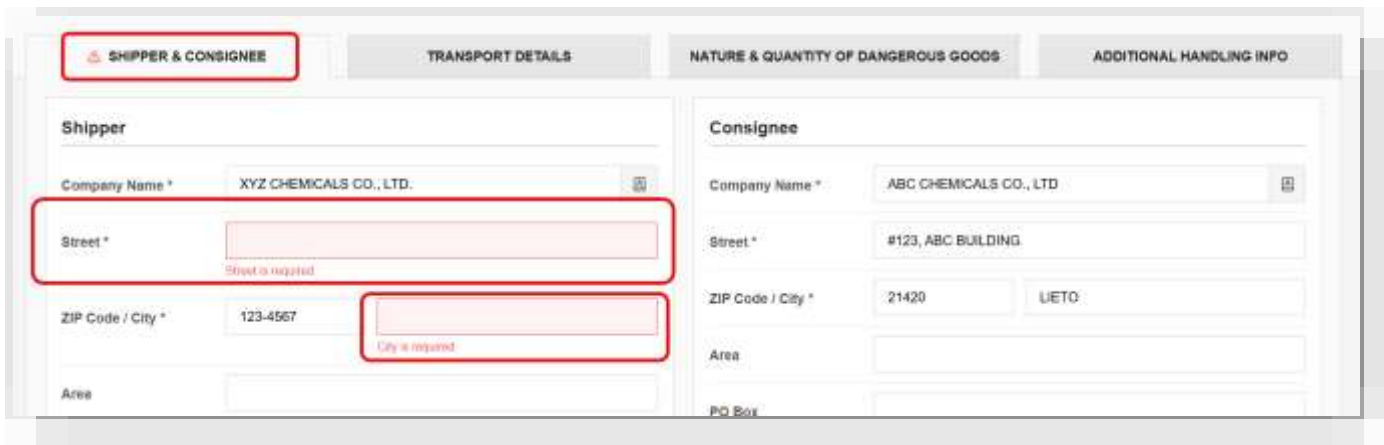 SHIPPER & CONSIGNEE
TRANSPORT DETAILS
NATURE & QUANTITY OF DANGEROUS GOODS
ADDITIONAL HANDLING INFO
Shipper
Company Name *
XYZ CHEMICALS CO., LTD.
Street *
Street is required
ZIP Code / City *
123-4567
City is required
Area
Consignee
Company Name *
ABC CHEMICALS CO., LTD
Street *
#123, ABC BUILDING
ZIP Code / City *
21420
LIETO
Area
PO Box